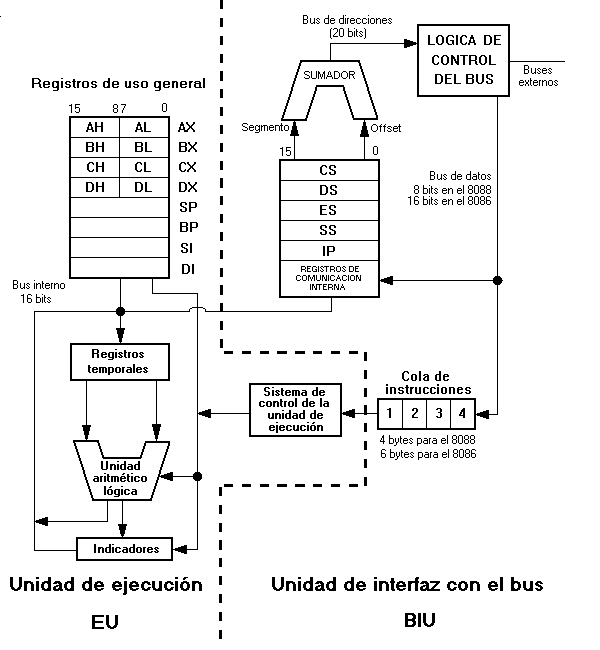 Bus de direcciones
(20 bits)
LOGICA DE
CONTROL
DEL BUS
Buses
externos
SUMADOR
Registros de uso general
15 87 0
AH AL AX
BH BL BX
CH CL CX
DH DL DX
SP
BP
SI
DI
Segmento
Offset
15 0
CS
DS
ES
SS
IP
REGISTROS DE
COMUNICACION
INTERNA
Bus de datos
8 bits en el 8088
16 bits en el 8086
Bus interno
16 bits
Registros
temporales
Sistema de
control de la
unidad de
ejecución
Cola de
instrucciones
1 2 3 4
4 bytes para el 8088
6 bytes para el 8086
Unidad
aritmético
lógica
Indicadores
Unidad de ejecución
EU
Unidad de interfaz con el bus
BIU